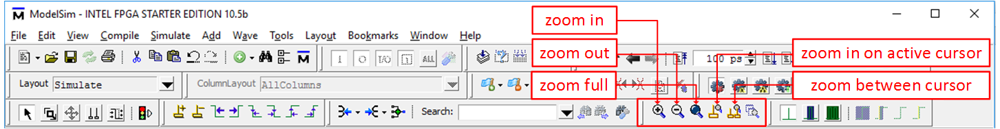 ModelSim - INTEL FPGA STARTER EDITION 10.5b
File Edit View Compile Simulate Add Wave Tools Layout Bookmarks Window Help
zoom in
zoom out
zoom full
zoom in on active cursor
zoom between cursor
I O I/O ALL M
100 ps
Layout Simulate
ColumnLayout AllColumns
Search: